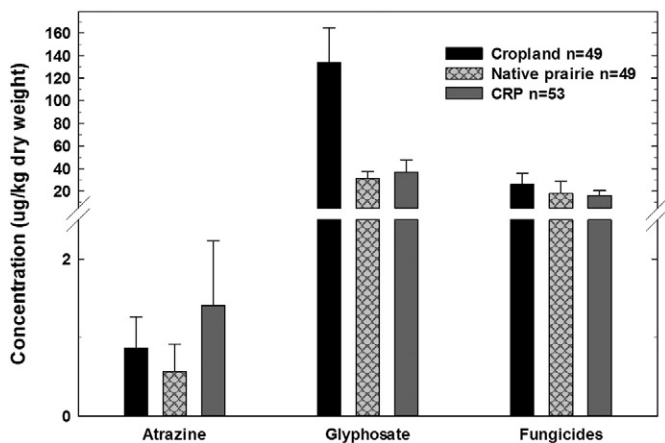 160
140
120
100
80
60
40
20
2
0
Concentration (ug/kg dry weight)
Cropland n=49
Native prairie n=49
CRP n=53
Atrazine Glyphosate Fungicides